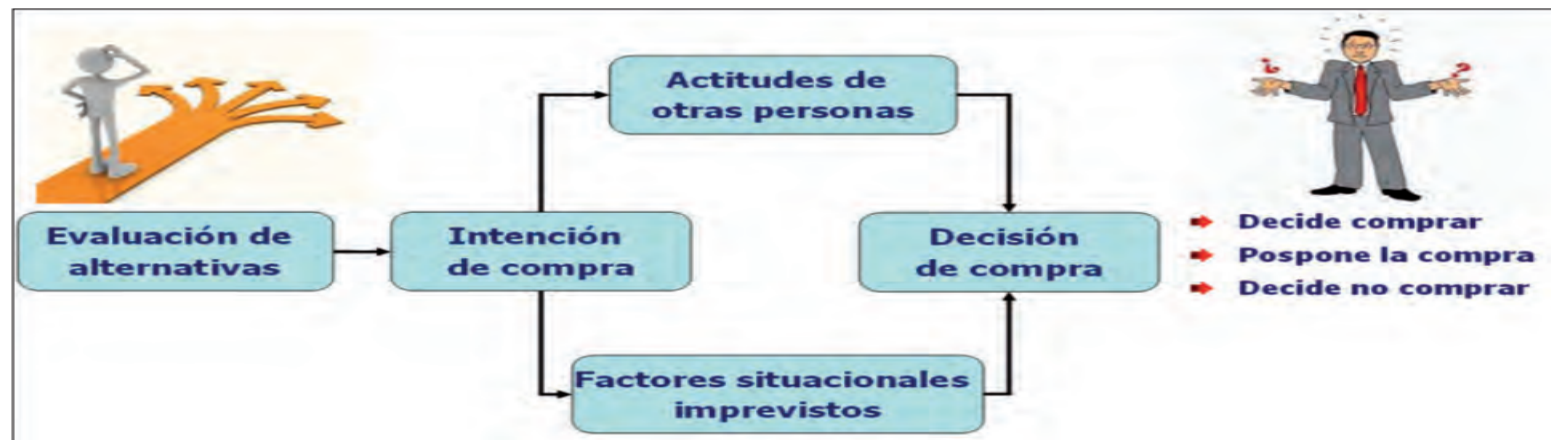 Evaluación de
alternativas
Intención
de compra
Actitudes de
otras personas
Factores situacionales
imprevistos
Decisión
de compra
¿ ?
Decide comprar
Pospone la compra
Decide no comprar